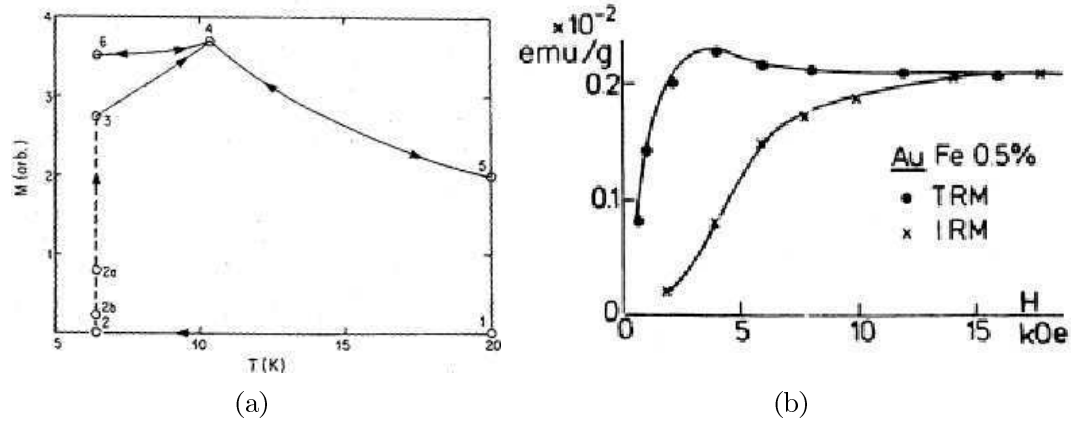 4
3
2
1
M (arb.)
6
4
3
5
2a
2b
2
1
5
10
15
20
T (K)
(a)
×10⁻²
emu/g
0.2
0.1
0
Au Fe 0.5%
● TRM
× IRM
H
kOe
0
5
10
15
(b)